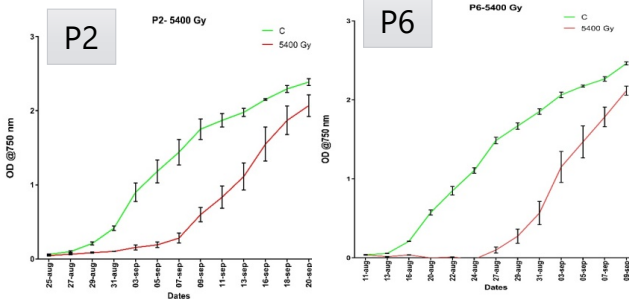 P2
P2- 5400 Gy
C
5400 Gy
OD @750 nm
3
2
1
0
25-aug
27-aug
29-aug
31-aug
03-sep
05-sep
07-sep
09-sep
11-sep
13-sep
16-sep
18-sep
20-sep
Dates
P6
P6-5400 Gy
C
5400 Gy
OD @750 nm
3
2
1
0
11-aug
13-aug
16-aug
20-aug
22-aug
24-aug
27-aug
29-aug
31-aug
03-sep
05-sep
07-sep
Dates